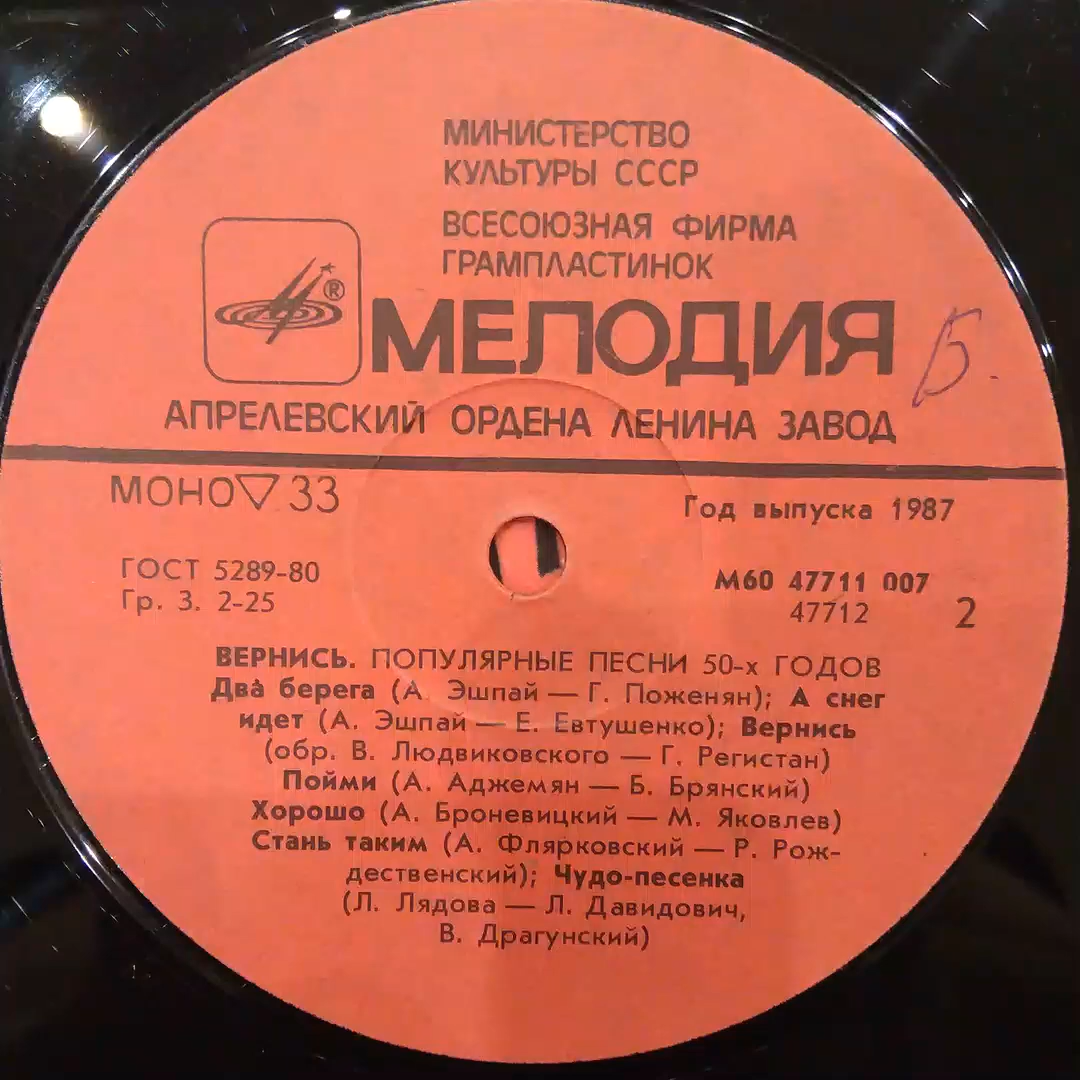 МИНИСТЕРСТВО
КУЛЬТУРЫ СССР
ВСЕСОЮЗНАЯ ФИРМА
ГРАМПЛАСТИНОК
®
МЕЛОДИЯ
АПРЕЛЕВСКИЙ ОРДЕНА ЛЕНИНА ЗАВОД
МОНО 33
Год выпуска 1987
ГОСТ 5289-80
Гр. 3. 2-25
М60 47711 007
47712
2
ВЕРНИСЬ. ПОПУЛЯРНЫЕ ПЕСНИ 50-х ГОДОВ
Два берега (А. Эшпай — Г. Поженян); А снег
идет (А. Эшпай — Е. Евтушенко); Вернись
(обр. В. Людвиковского — Г. Регистан)
Пойми (А. Аджемян — Б. Брянский)
Хорошо (А. Броневицкий — М. Яковлев)
Стань таким (А. Флярковский — Р. Рож-
дественский); Чудо-песенка
(Л. Лядова — Л. Давидович,
В. Драгунский)